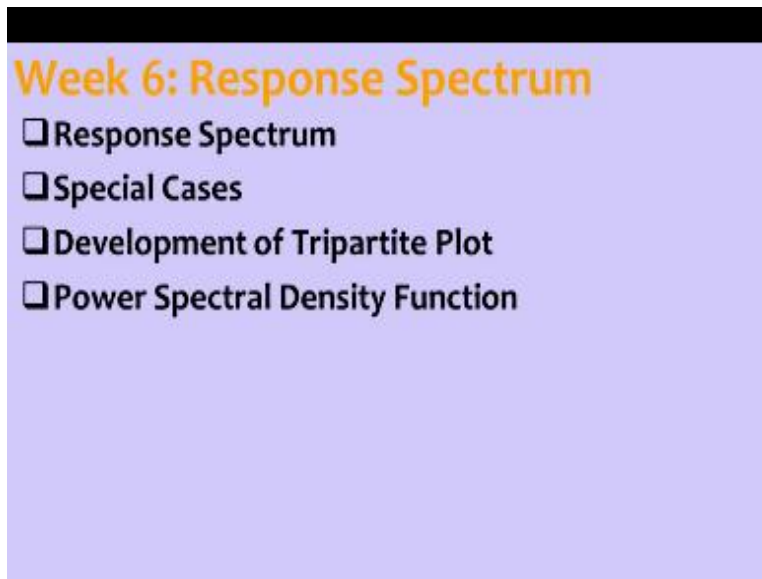 Week 6: Response Spectrum
❑Response Spectrum
❑Special Cases
❑Development of Tripartite Plot
❑Power Spectral Density Function